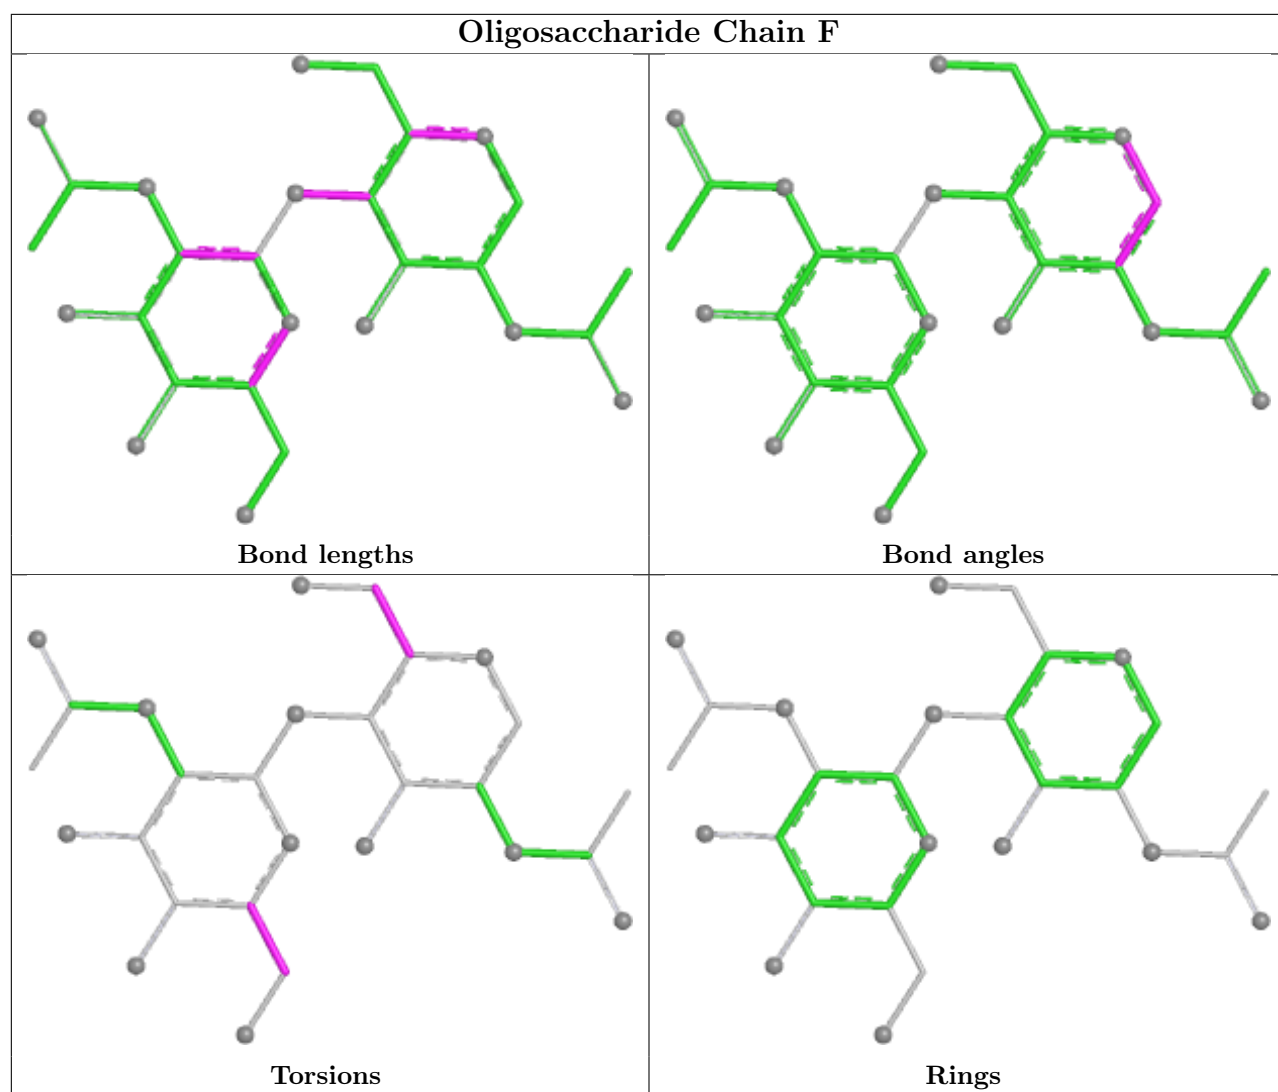 Oligosaccharide Chain F
Bond lengths
Bond angles
Torsions
Rings